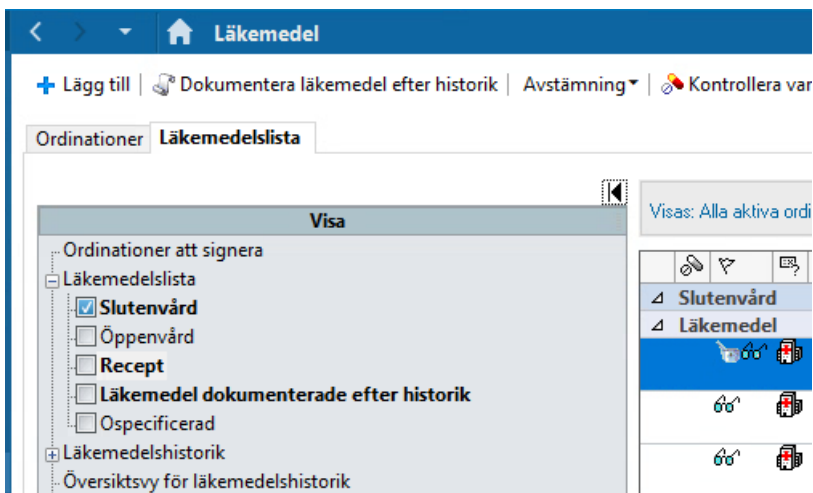 Läkemedel
Lägg till | Dokumentera läkemedel efter historik | Avstämning | Kontrollera var
Ordinationer Läkemedelslista
Visa
Visas: Alla aktiva ordi
Ordinationer att signera
Läkemedelslista
Slutenvård
Öppenvård
Recept
Läkemedel dokumenterade efter historik
Ospecificerad
Läkemedelshistorik
Översiktsvy för läkemedelshistorik
Slutenvård
Läkemedel